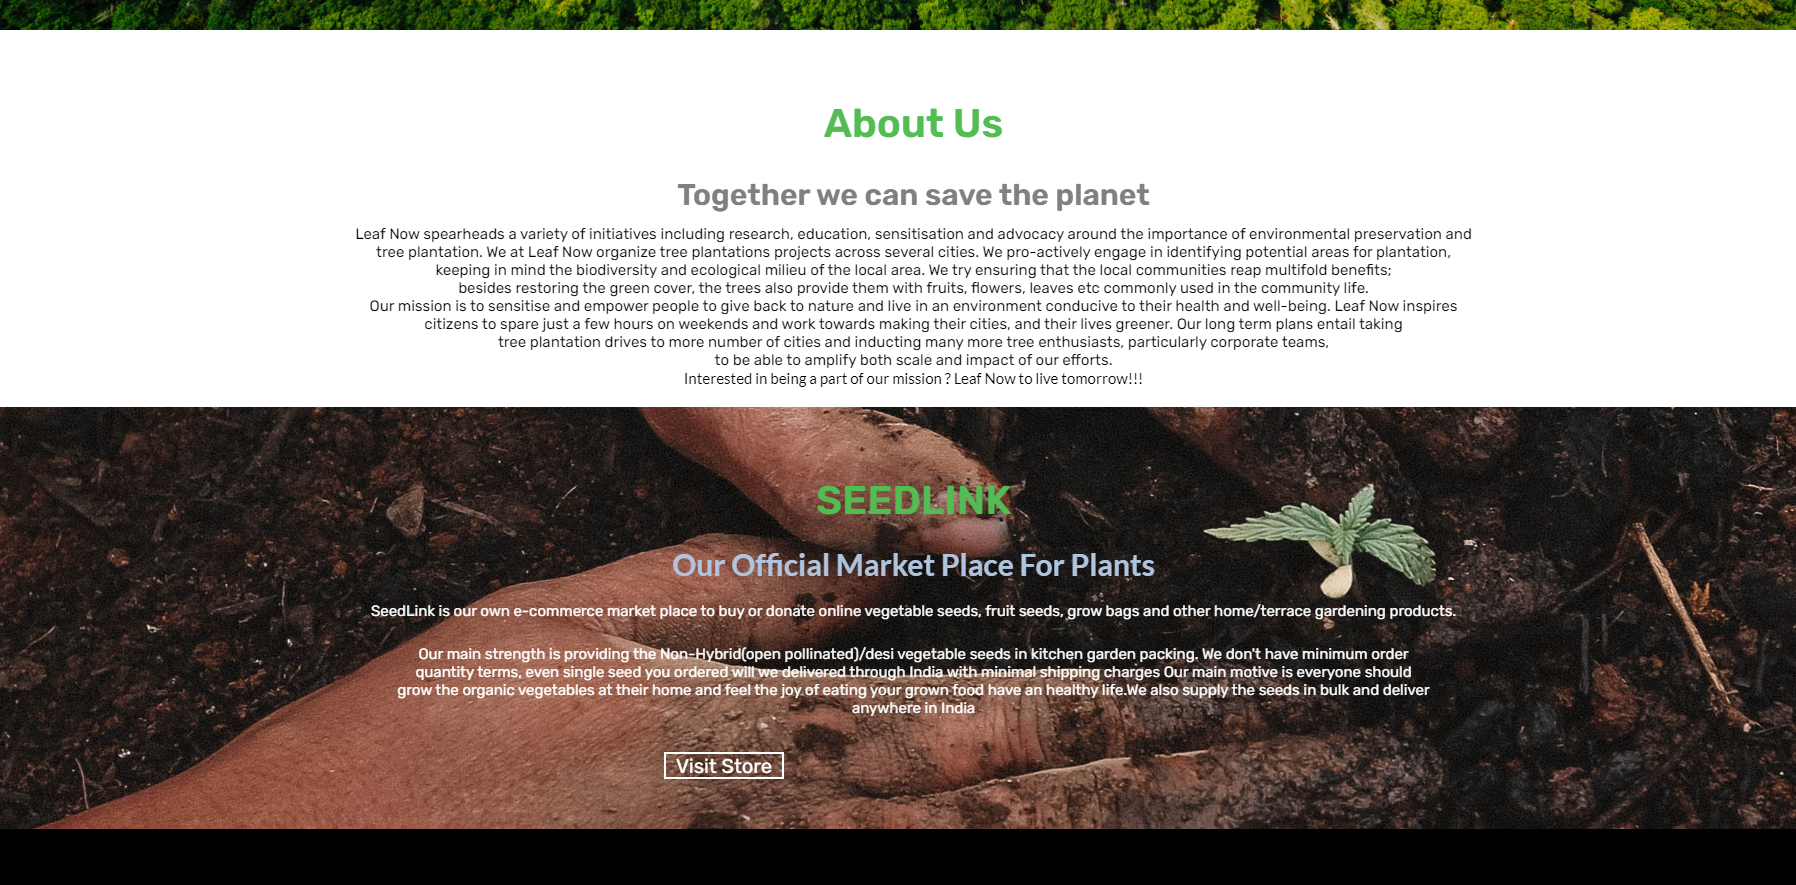 About Us
Together we can save the planet
Leaf Now spearheads a variety of initiatives including research, education, sensitisation and advocacy around the importance of environmental preservation and
tree plantation. We at Leaf Now organize tree plantations projects across several cities. We pro-actively engage in identifying potential areas for plantation,
keeping in mind the biodiversity and ecological milieu of the local area. We try ensuring that the local communities reap multifold benefits;
besides restoring the green cover, the trees also provide them with fruits, flowers, leaves etc commonly used in the community life.
Our mission is to sensitise and empower people to give back to nature and live in an environment conducive to their health and well-being. Leaf Now inspires
citizens to spare just a few hours on weekends and work towards making their cities, and their lives greener. Our long term plans entail taking
tree plantation drives to more number of cities and inducting many more tree enthusiasts, particularly corporate teams,
to be able to amplify both scale and impact of our efforts.
Interested in being a part of our mission ? Leaf Now to live tomorrow!!!
SEEDLINK
Our Official Market Place For Plants
SeedLink is our own e-commerce market place to buy or donate online vegetable seeds, fruit seeds, grow bags and other home/terrace gardening products.
Our main strength is providing the Non-Hybrid(open pollinated)/desi vegetable seeds in kitchen garden packing. We don't have minimum order
quantity terms, even single seed you ordered will we delivered through India with minimal shipping charges Our main motive is everyone should
grow the organic vegetables at their home and feel the joy of eating your grown food have an healthy life.We also supply the seeds in bulk and deliver
anywhere in India
Visit Store